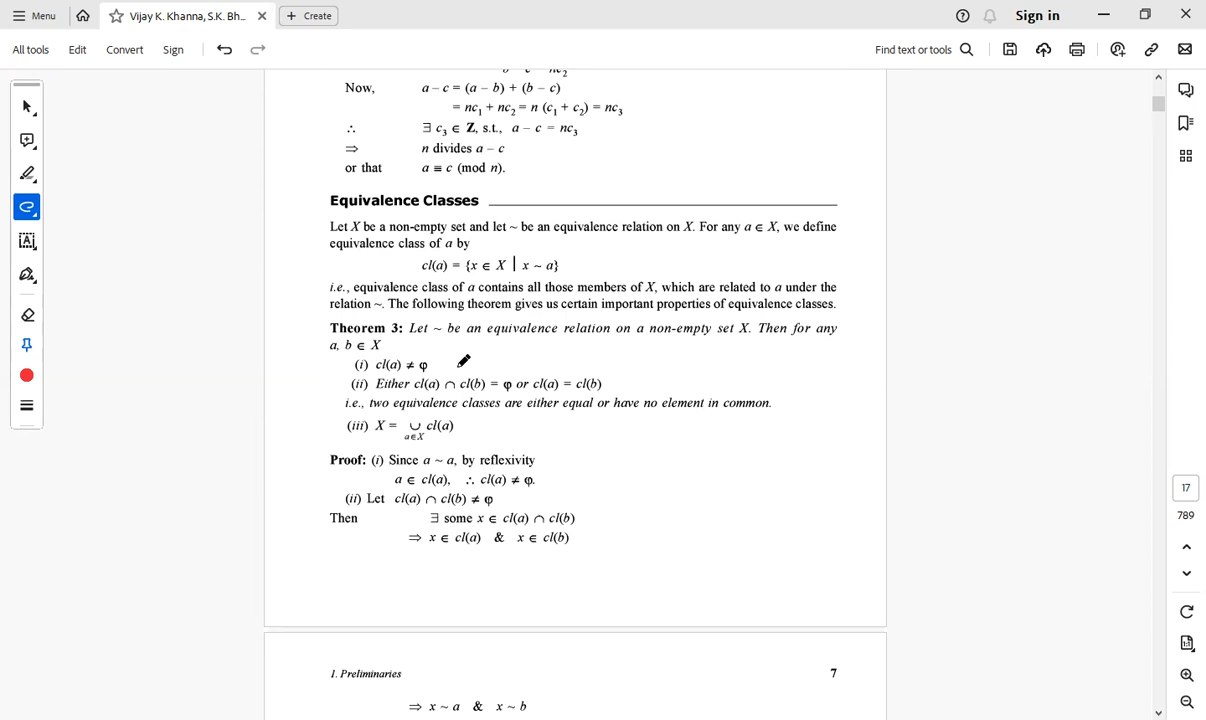 Menu
Vijay K. Khanna, S.K. Bh...
Create
Sign in
All tools Edit Convert Sign
Find text or tools
Now, a – c = (a – b) + (b – c)
= nc₁ + nc₂ = n (c₁ + c₂) = nc₃
∴ ∃ c₃ ∈ Z, s.t., a – c = nc₃
⇒ n divides a – c
or that a ≡ c (mod n).
Equivalence Classes
Let X be a non-empty set and let ~ be an equivalence relation on X. For any a ∈ X, we define
equivalence class of a by
cl(a) = {x ∈ X | x ~ a}
i.e., equivalence class of a contains all those members of X, which are related to a under the
relation ~. The following theorem gives us certain important properties of equivalence classes.
Theorem 3: Let ~ be an equivalence relation on a non-empty set X. Then for any
a, b ∈ X
(i) cl(a) ≠ φ
(ii) Either cl(a) ∩ cl(b) = φ or cl(a) = cl(b)
i.e., two equivalence classes are either equal or have no element in common.
(iii) X = ∪ cl(a)
a∈X
Proof: (i) Since a ~ a, by reflexivity
a ∈ cl(a), ∴ cl(a) ≠ φ.
(ii) Let cl(a) ∩ cl(b) ≠ φ
Then ∃ some x ∈ cl(a) ∩ cl(b)
⇒ x ∈ cl(a) & x ∈ cl(b)
17
789
1. Preliminaries 7
⇒ x ~ a & x ~ b